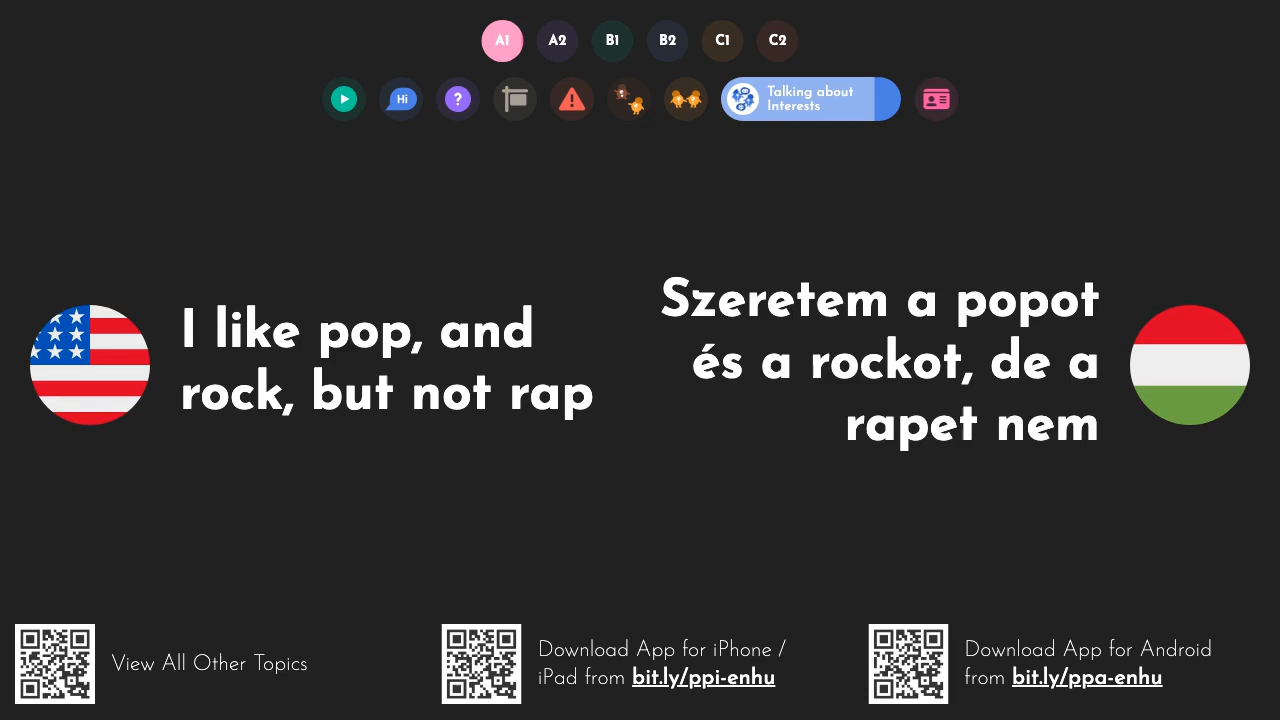 A1 A2 B1 B2 C1 C2
Hi ? Talking about
Interests
I like pop, and
rock, but not rap
Szeretem a popot
és a rockot, de a
rapet nem
View All Other Topics
Download App for iPhone /
iPad from bit.ly/ppi-enhu
Download App for Android
from bit.ly/ppa-enhu